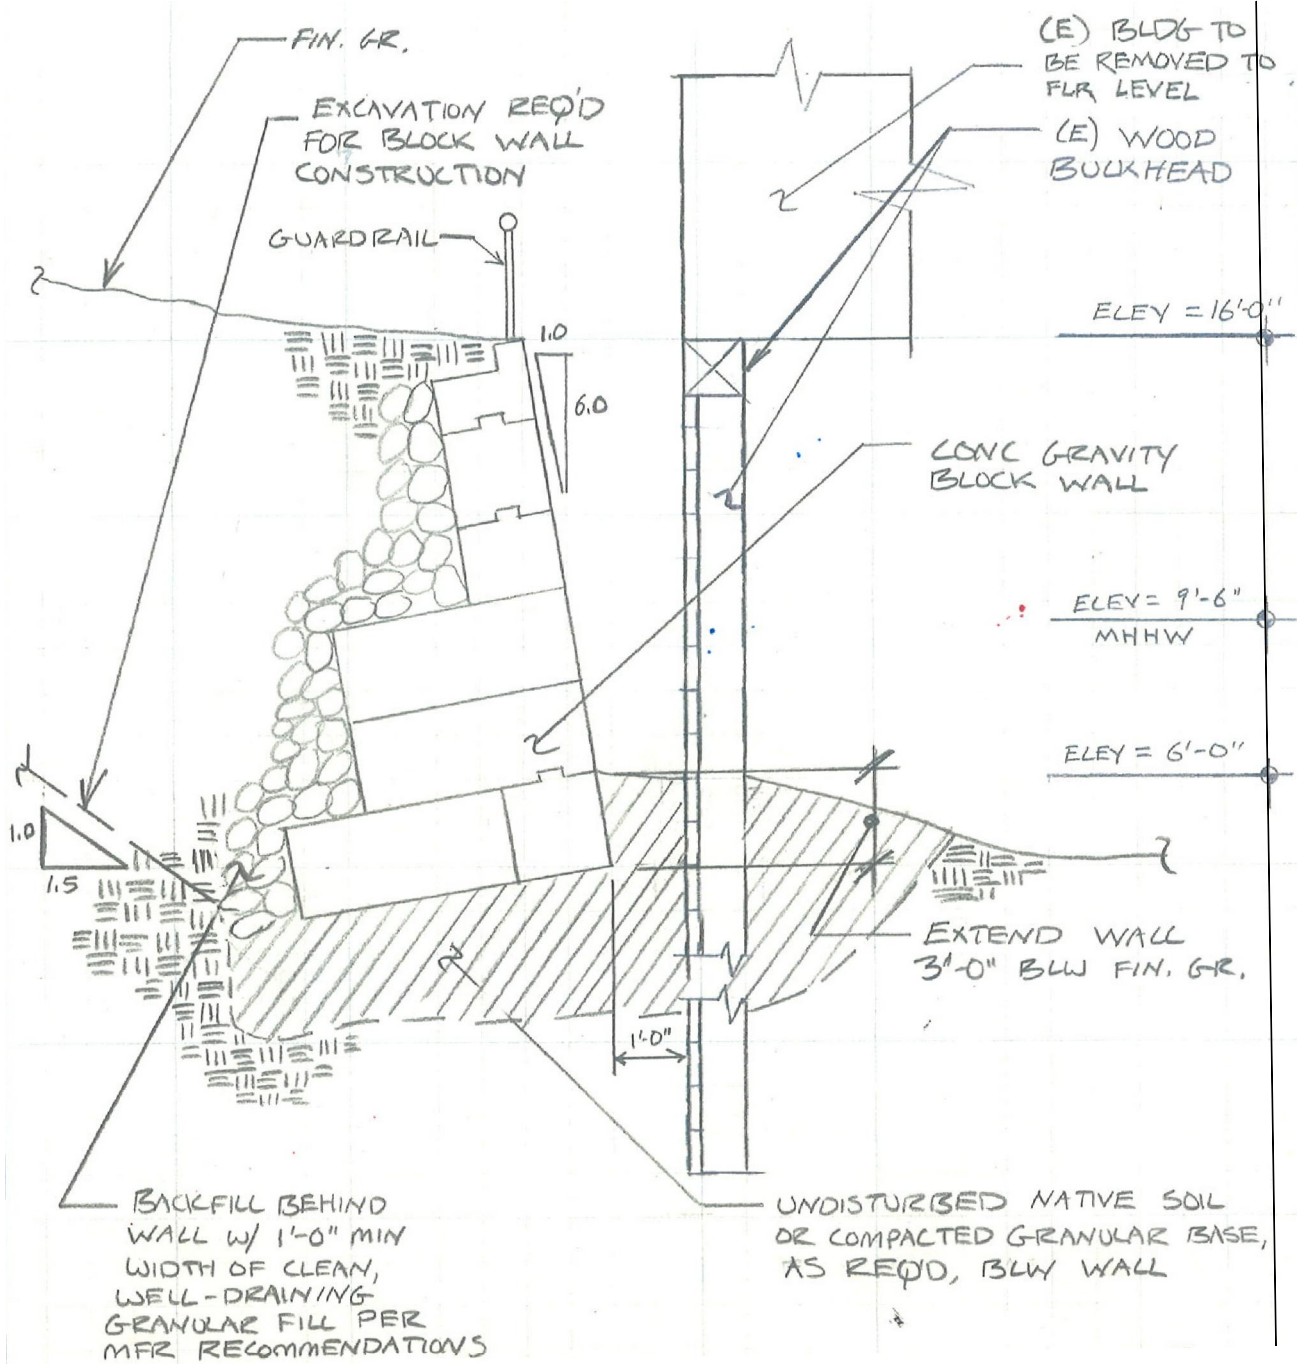 FIN. GR.
EXCAVATION REQ'D
FOR BLOCK WALL
CONSTRUCTION
GUARDRAIL
(E) BLDG TO
BE REMOVED TO
FLR LEVEL
(E) WOOD
BULKHEAD
ELEV = 16'-0"
1.0
6.0
CONC GRAVITY
BLOCK WALL
ELEV = 9'-6"
MHHW
ELEV = 6'-0"
1.0
1.5
EXTEND WALL
3'-0" BLW FIN. GR.
1'-0"
BACKFILL BEHIND
WALL W/ 1'-0" MIN
WIDTH OF CLEAN,
WELL-DRAINING
GRANULAR FILL PER
MFR RECOMMENDATIONS
UNDISTURBED NATIVE SOIL
OR COMPACTED GRANULAR BASE,
AS REQ'D, BLW WALL